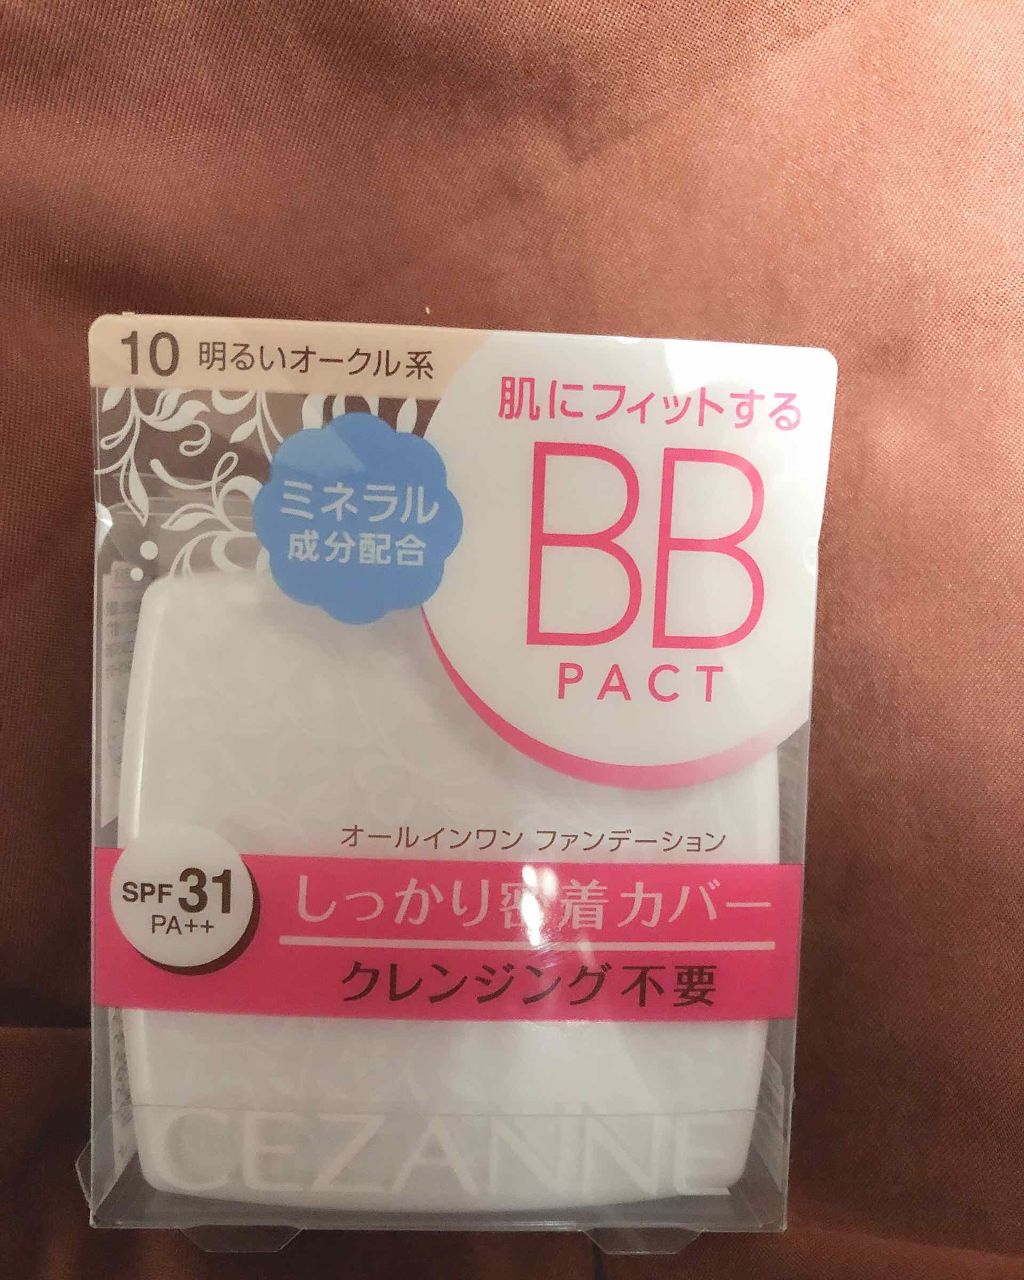 10 明るいオークル系
肌にフィットする
BB
PACT
ミネラル
成分配合
オールインワン ファンデーション
SPF31
PA++
しっかり密着カバー
クレンジング不要
CEZANNE